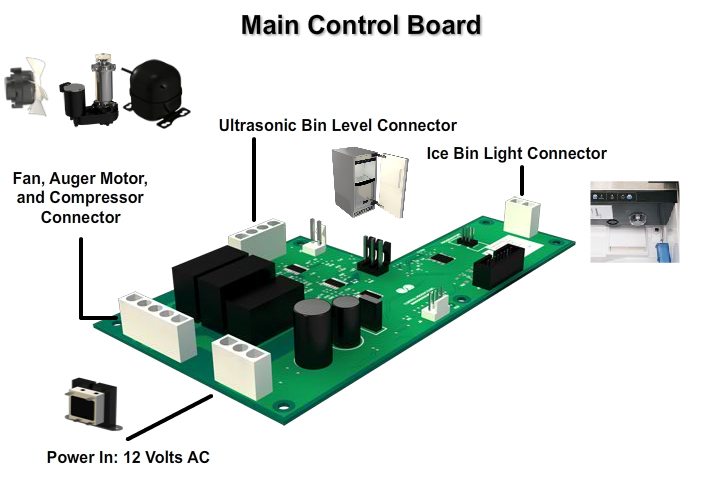 Main Control Board
Ultrasonic Bin Level Connector
Ice Bin Light Connector
Fan, Auger Motor,
and Compressor
Connector
Power In: 12 Volts AC